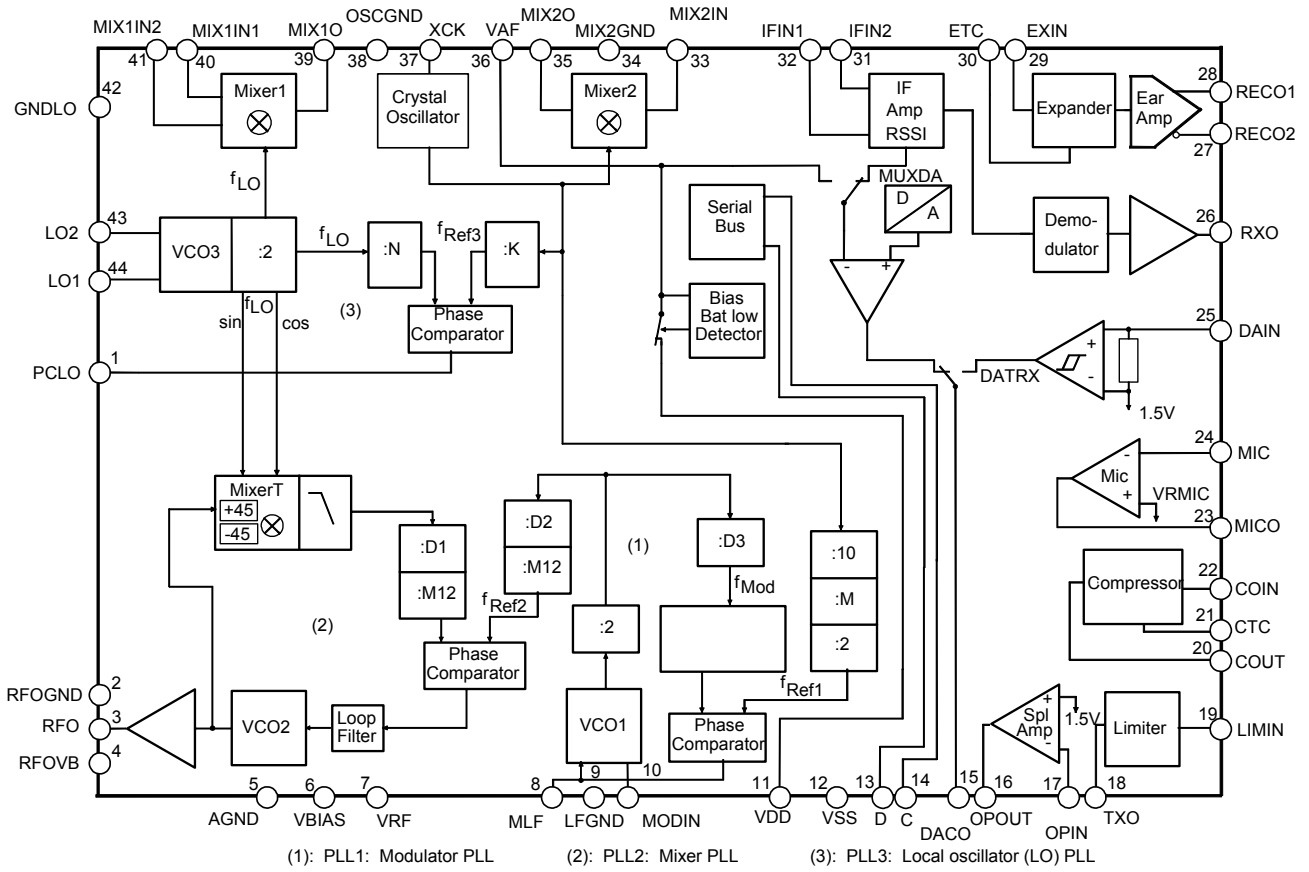 MIX1IN2
MIX1IN1
MIX1O
OSCGND
XCK
VAF
MIX2O
MIX2GND
MIX2IN
IFIN1
IFIN2
ETC
EXIN
41
40
39
38
37
36
35
34
33
32
31
30
29
42
GNDLO
Mixer1
Crystal
Oscillator
Mixer2
IF
Amp
RSSI
Expander
Ear
Amp
28
RECO1
RECO2
27
fLO
MUXDA
D
A
Serial
Bus
43
LO2
VCO3
:2
fLO
:N
fRef3
:K
Demo-
dulator
26
RXO
44
LO1
- +
fLO
sin
cos
(3)
Phase
Comparator
Bias
Bat low
Detector
25
DAIN
+
-
DATRX
1.5V
1
PCLO
24
MIC
-
Mic
+
VRMIC
23
MICO
MixerT
+45
-45
:D2
:M12
(1)
:D3
:D1
:M12
fMod
:10
:M
:2
Compressor
22
COIN
21
CTC
20
COUT
fRef2
(2)
:2
Phase
Comparator
fRef1
2
RFOGND
3
RFO
4
RFOVB
VCO2
Loop
Filter
VCO1
Phase
Comparator
+
Spl
Amp
-
1.5V
Limiter
19
LIMIN
5
6
7
8
9
10
11
12
13
14
15
16
17
18
AGND
VBIAS
VRF
MLF
LFGND
MODIN
VDD
VSS
D
C
DACO
OPOUT
OPIN
TXO
(1): PLL1: Modulator PLL
(2): PLL2: Mixer PLL
(3): PLL3: Local oscillator (LO) PLL